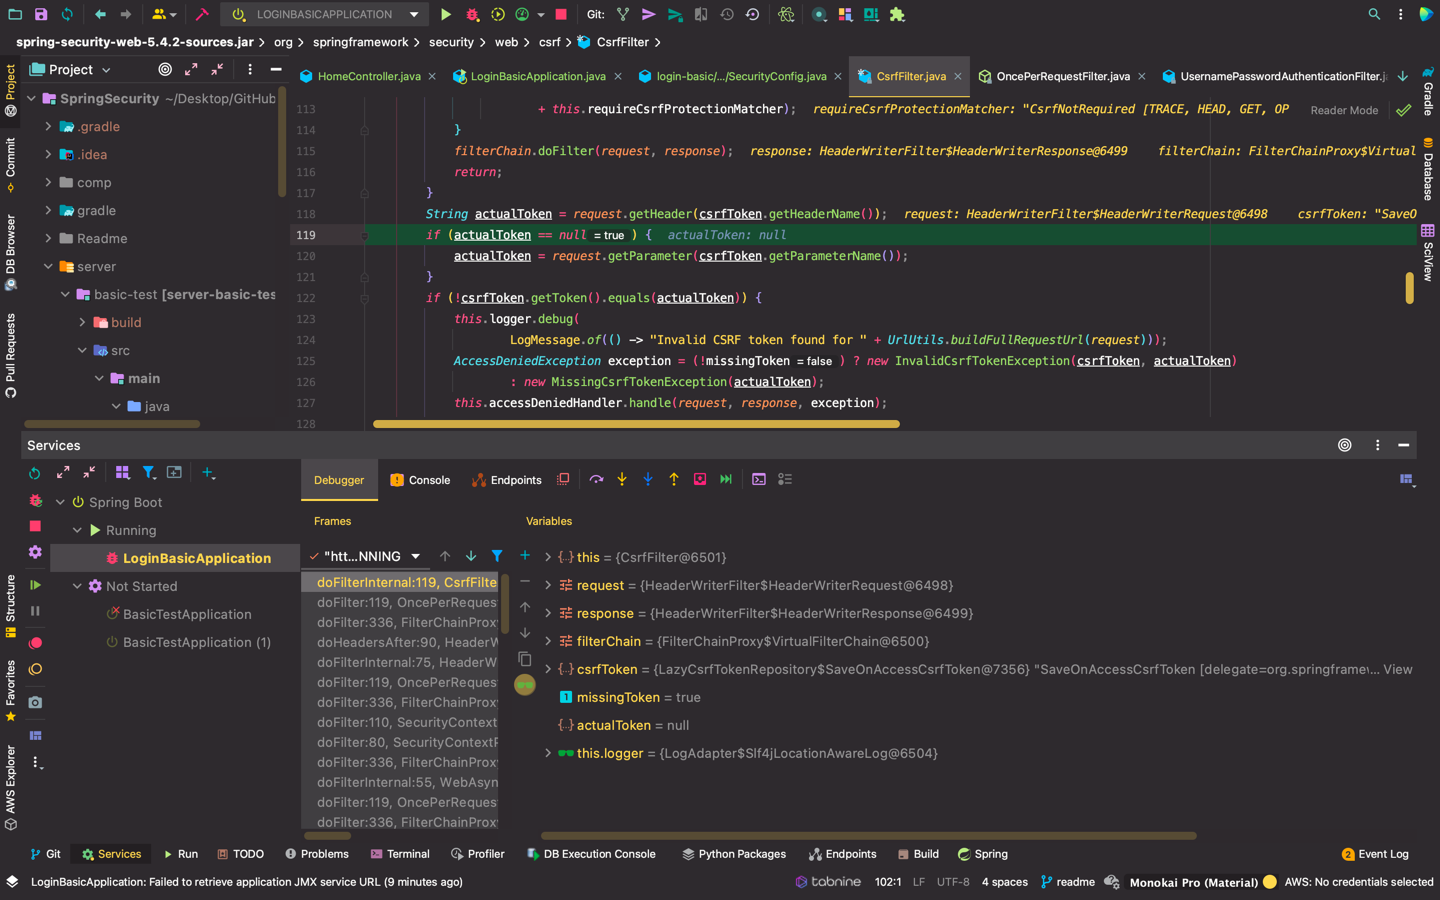 LOGINBASICAPPLICATION
Git:
spring-security-web-5.4.2-sources.jar > org > springframework > security > web > csrf > CsrfFilter >
Project
HomeController.java
LoginBasicApplication.java
login-basic/.../SecurityConfig.java
CsrfFilter.java
OncePerRequestFilter.java
UsernamePasswordAuthenticationFilter.j
Reader Mode
Project
Commit
DB Browser
Pull Requests
Structure
Favorites
AWS Explorer
Gradle
Database
SciView
SpringSecurity ~/Desktop/GitHub
.gradle
.idea
comp
gradle
Readme
server
basic-test [server-basic-tes
build
src
main
java
113 + this.requireCsrfProtectionMatcher); requireCsrfProtectionMatcher: "CsrfNotRequired [TRACE, HEAD, GET, OP
114 }
115 filterChain.doFilter(request, response); response: HeaderWriterFilter$HeaderWriterResponse@6499 filterChain: FilterChainProxy$Virtual
116 return;
117 }
118 String actualToken = request.getHeader(csrfToken.getHeaderName()); request: HeaderWriterFilter$HeaderWriterRequest@6498 csrfToken: "SaveO
119 if (actualToken == null = true ) { actualToken: null
120 actualToken = request.getParameter(csrfToken.getParameterName());
121 }
122 if (!csrfToken.getToken().equals(actualToken)) {
123 this.logger.debug(
124 LogMessage.of(() -> "Invalid CSRF token found for " + UrlUtils.buildFullRequestUrl(request)));
125 AccessDeniedException exception = (!missingToken = false ) ? new InvalidCsrfTokenException(csrfToken, actualToken)
126 : new MissingCsrfTokenException(actualToken);
127 this.accessDeniedHandler.handle(request, response, exception);
128
Services
Spring Boot
Running
LoginBasicApplication
Not Started
BasicTestApplication
BasicTestApplication (1)
Debugger
Console
Endpoints
Frames
Variables
"htt...NNING
doFilterInternal:119, CsrfFilte
doFilter:119, OncePerReques
doFilter:336, FilterChainProx
doHeadersAfter:90, HeaderW
doFilterInternal:75, HeaderW
doFilter:119, OncePerReques
doFilter:336, FilterChainProx
doFilter:110, SecurityContext
doFilter:80, SecurityContextP
doFilter:336, FilterChainProx
doFilterInternal:55, WebAsyn
doFilter:119, OncePerReques
doFilter:336, FilterChainProx
this = {CsrfFilter@6501}
request = {HeaderWriterFilter$HeaderWriterRequest@6498}
response = {HeaderWriterFilter$HeaderWriterResponse@6499}
filterChain = {FilterChainProxy$VirtualFilterChain@6500}
csrfToken = {LazyCsrfTokenRepository$SaveOnAccessCsrfToken@7356} "SaveOnAccessCsrfToken [delegate=org.springframew... View
missingToken = true
actualToken = null
this.logger = {LogAdapter$Slf4jLocationAwareLog@6504}
Git
Services
Run
TODO
Problems
Terminal
Profiler
DB Execution Console
Python Packages
Endpoints
Build
Spring
2 Event Log
LoginBasicApplication: Failed to retrieve application JMX service URL (9 minutes ago)
tabnine
102:1
LF
UTF-8
4 spaces
readme
Monokai Pro (Material)
AWS: No credentials selected